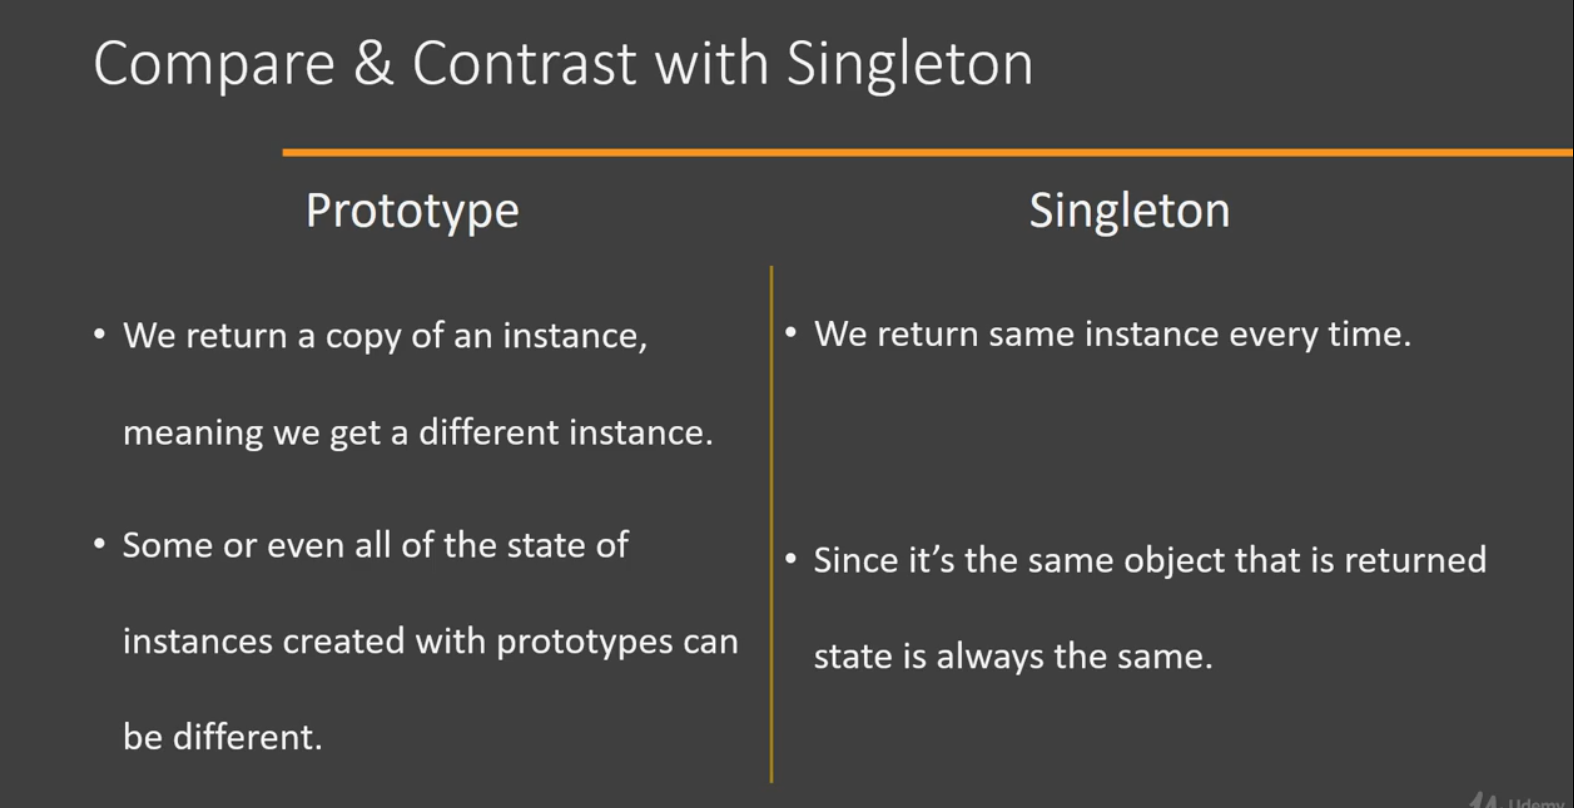 Compare & Contrast with Singleton
Prototype
• We return a copy of an instance,
meaning we get a different instance.
• Some or even all of the state of
instances created with prototypes can
be different.
Singleton
• We return same instance every time.
• Since it’s the same object that is returned
state is always the same.
Udemy